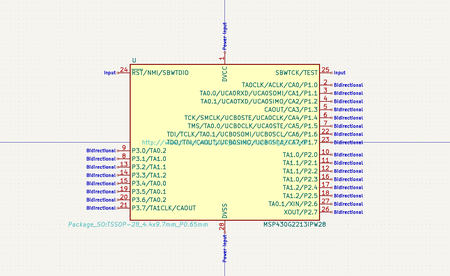 Power input
1
U
DVCC
Input 24 RST/NMI/SBWTDIO
SBWTCK/TEST 25 Input
TA0CLK/ACLK/CA0/P1.0 2 Bidirectional
TA0.0/UCA0RXD/UCA0SOMI/CA1/P1.1 3 Bidirectional
TA0.1/UCA0TXD/UCA0SIMO/CA2/P1.2 4 Bidirectional
CAOUT/CA3/P1.3 5 Bidirectional
TCK/SMCLK/UCB0STE/UCA0CLK/CA4/P1.4 6 Bidirectional
TMS/TA0.0/UCB0CLK/UCA0STE/CA5/P1.5 7 Bidirectional
TDI/TCLK/TA0.1/UCB0SOMI/UCB0SCL/CA6/P1.6 22 Bidirectional
TDO/TDI/CAOUT/UCB0SIMO/UCB0SDA/CA7/P1.7 23 Bidirectional
Bidirectional 9 P3.0/TA0.2
TA1.0/P2.0 10 Bidirectional
Bidirectional 8 P3.1/TA1.0
TA1.1/P2.1 11 Bidirectional
Bidirectional 13 P3.2/TA1.1
TA1.1/P2.2 12 Bidirectional
Bidirectional 14 P3.3/TA1.2
TA1.0/P2.3 16 Bidirectional
Bidirectional 15 P3.4/TA0.0
TA1.2/P2.4 17 Bidirectional
Bidirectional 19 P3.5/TA0.1
TA1.2/P2.5 18 Bidirectional
Bidirectional 20 P3.6/TA0.2
TA0.1/XIN/P2.6 27 Bidirectional
Bidirectional 21 P3.7/TA1CLK/CAOUT
XOUT/P2.7 26 Bidirectional
DVSS
Package_SO:TSSOP-28_4.4x9.7mm_P0.65mm
28
MSP430G2213IPW28
Power input